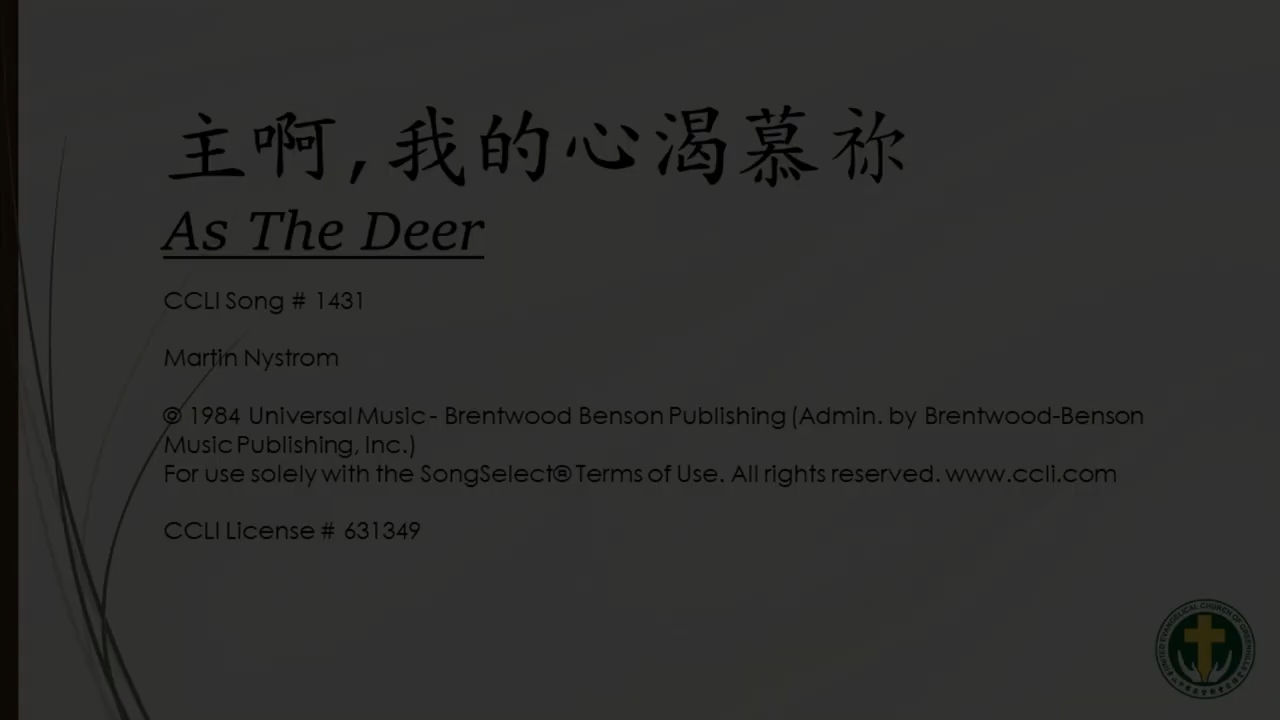 主啊,我的心渴慕祢
As The Deer
CCLI Song # 1431
Martin Nystrom
© 1984 Universal Music - Brentwood Benson Publishing (Admin. by Brentwood-Benson
Music Publishing, Inc.)
For use solely with the SongSelect® Terms of Use. All rights reserved. www.ccli.com
CCLI License # 631349